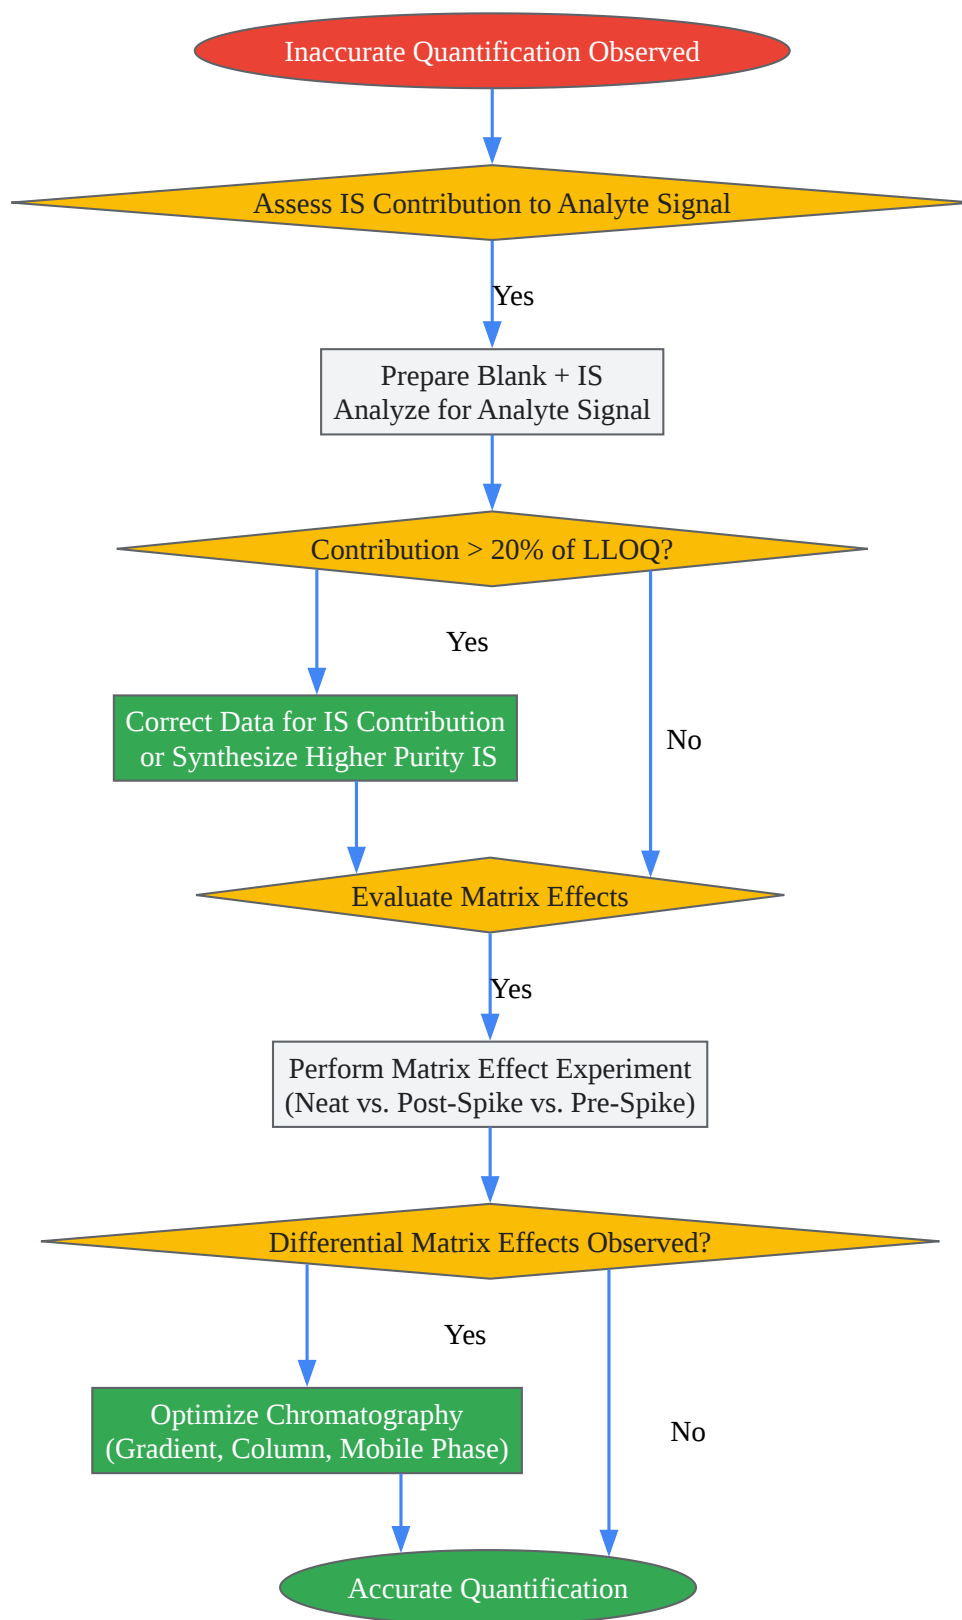 Inaccurate Quantification Observed
Assess IS Contribution to Analyte Signal
Yes
Prepare Blank + IS
Analyze for Analyte Signal
Contribution > 20% of LLOQ?
Yes
Correct Data for IS Contribution
or Synthesize Higher Purity IS
No
Evaluate Matrix Effects
Yes
Perform Matrix Effect Experiment
(Neat vs. Post-Spike vs. Pre-Spike)
Differential Matrix Effects Observed?
Yes
Optimize Chromatography
(Gradient, Column, Mobile Phase)
No
Accurate Quantification